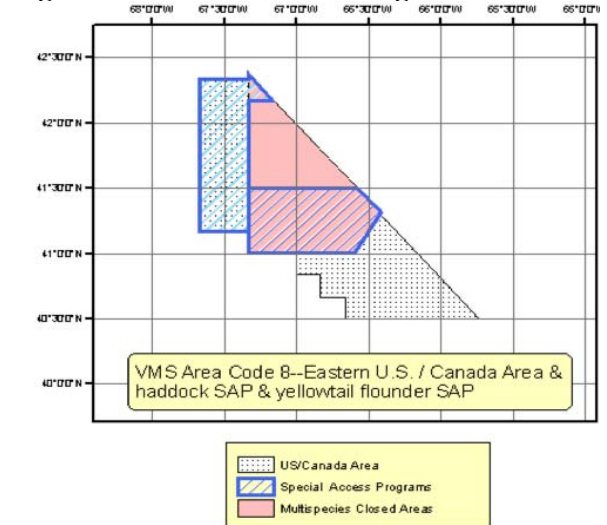 68°0'0"W 67°30'0"W 67°0'0"W 66°30'0"W 66°0'0"W 65°30'0"W 65°0'0"W
42°30'0"N
42°0'0"N
41°30'0"N
41°0'0"N
40°30'0"N
40°0'0"N
VMS Area Code 8--Eastern U.S. / Canada Area &
haddock SAP & yellowtail flounder SAP
US/Canada Area
Special Access Programs
Multispecies Closed Areas